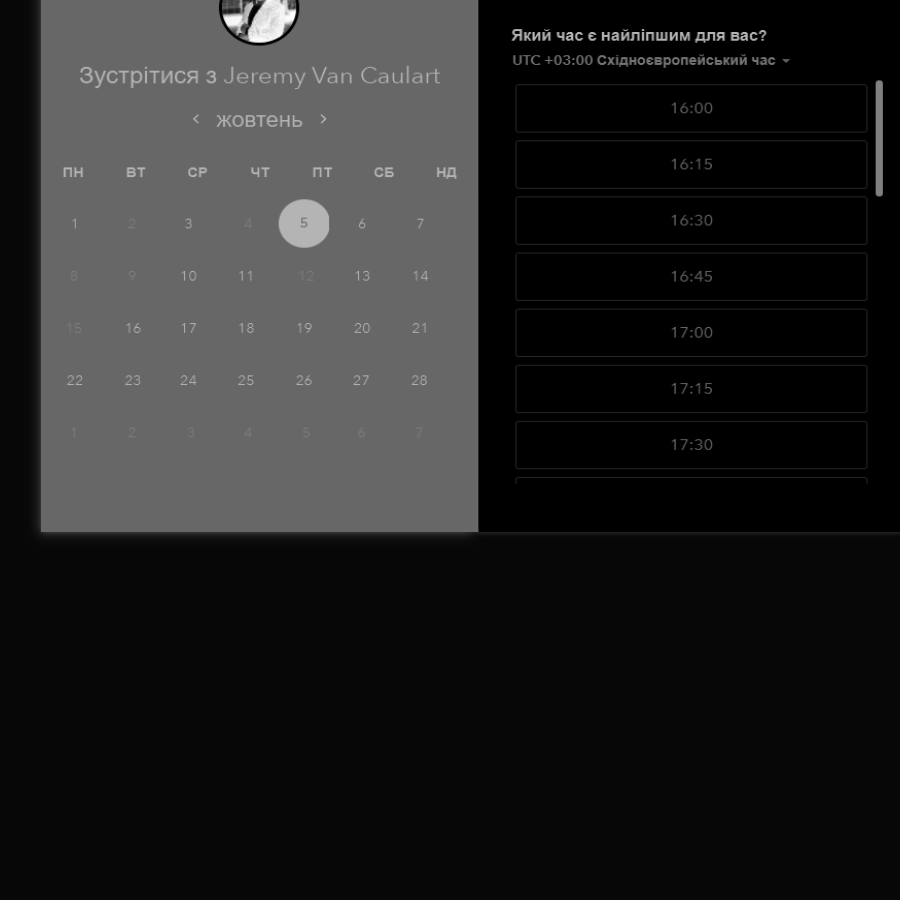 Зустрітися з Jeremy Van Caulart
жовтень
ПН ВТ СР ЧТ ПТ СБ НД
1 2 3 4 5 6 7
8 9 10 11 12 13 14
15 16 17 18 19 20 21
22 23 24 25 26 27 28
1 2 3 4 5 6 7
Який час є найліпшим для вас?
UTC +03:00 Східноєвропейський час
16:00
16:15
16:30
16:45
17:00
17:15
17:30